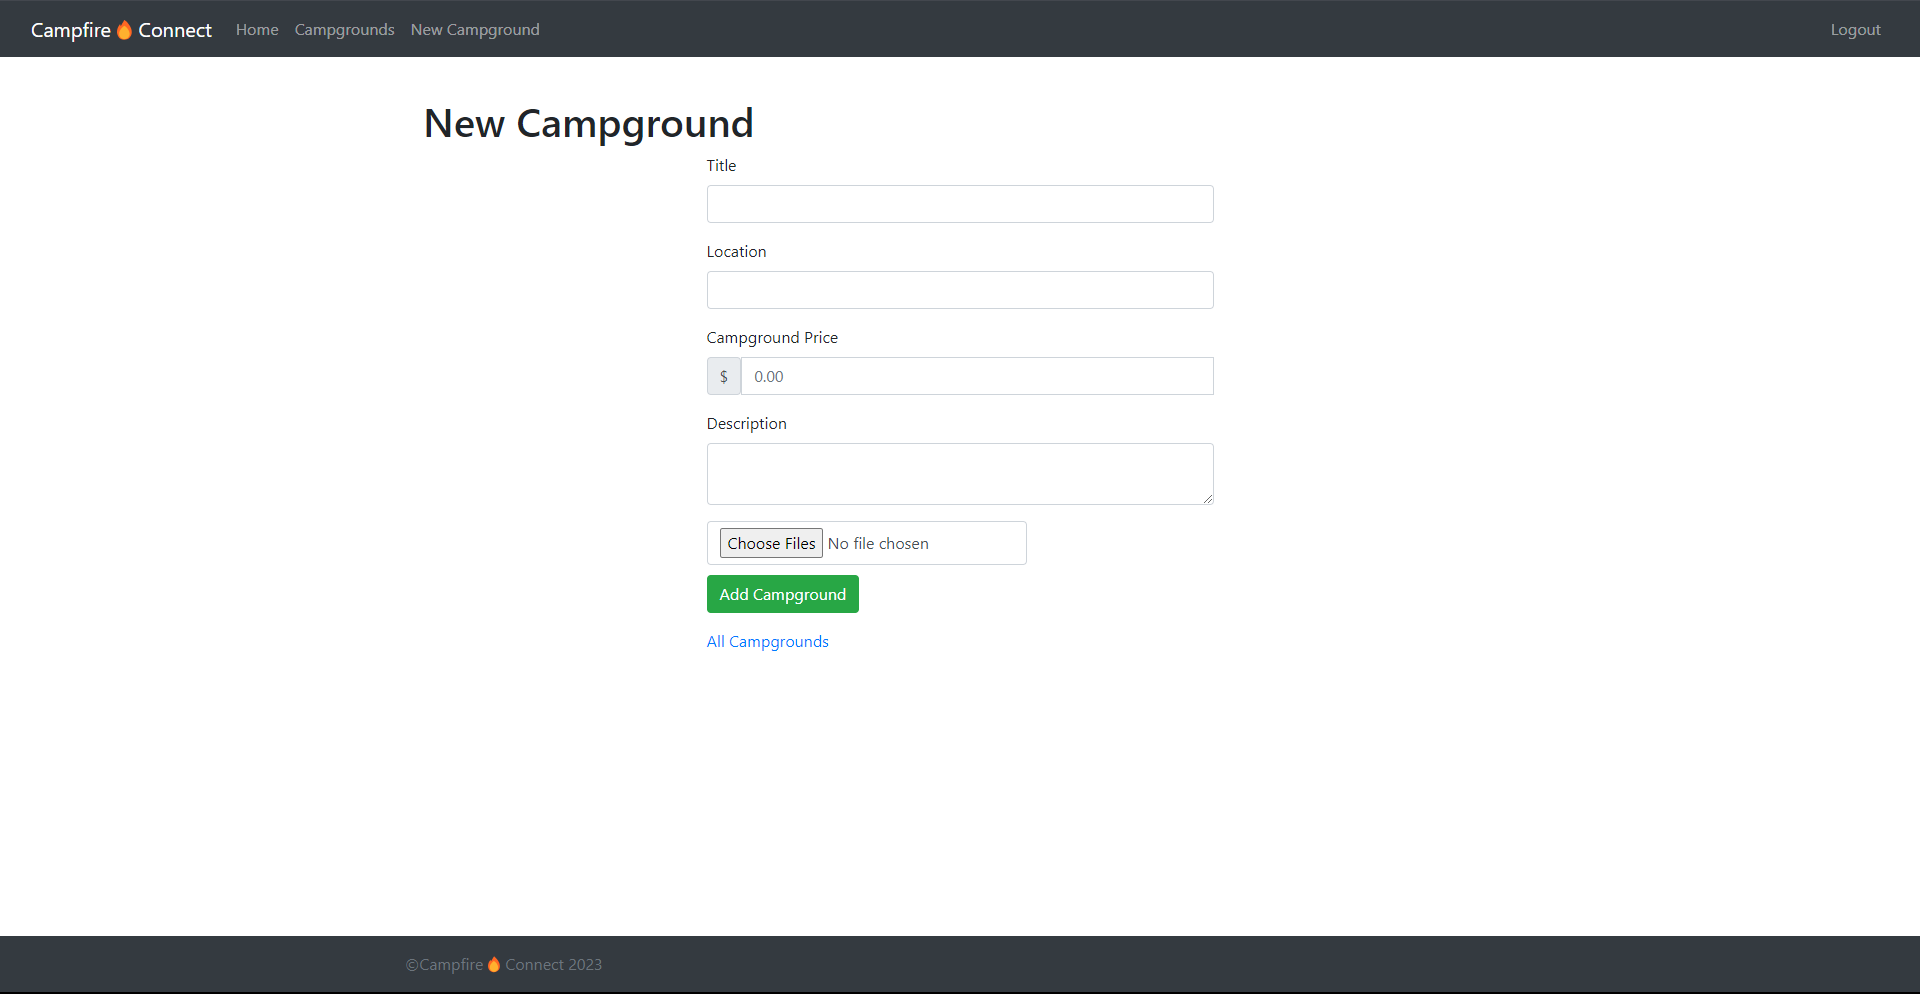 Campfire🔥Connect Home Campgrounds New Campground Logout
New Campground
Title
Location
Campground Price
$ 0.00
Description
Choose Files No file chosen
Add Campground
All Campgrounds
©Campfire🔥Connect 2023